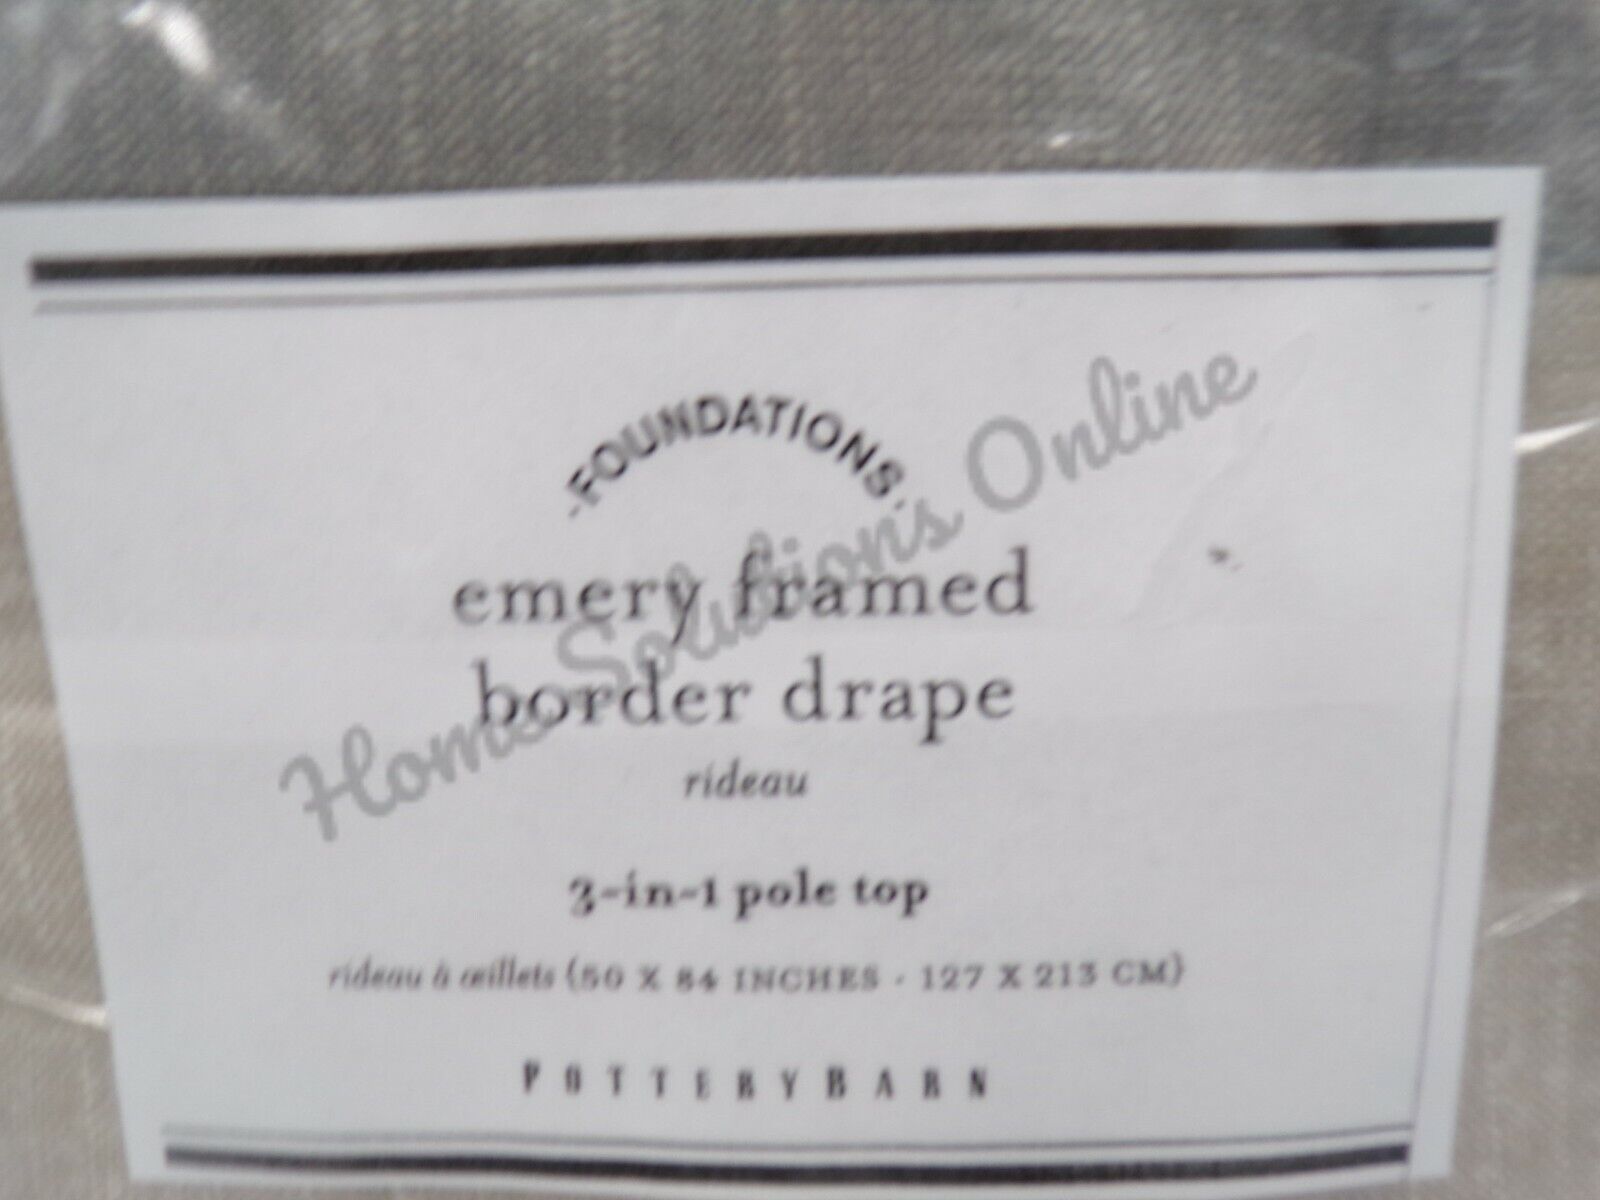 -FOUNDATIONS-
emery framed
border drape
rideau
3-in-1 pole top
rideau à œillets (50 X 84 INCHES · 127 X 213 CM)
POTTERYBARN
Home Solutions Online